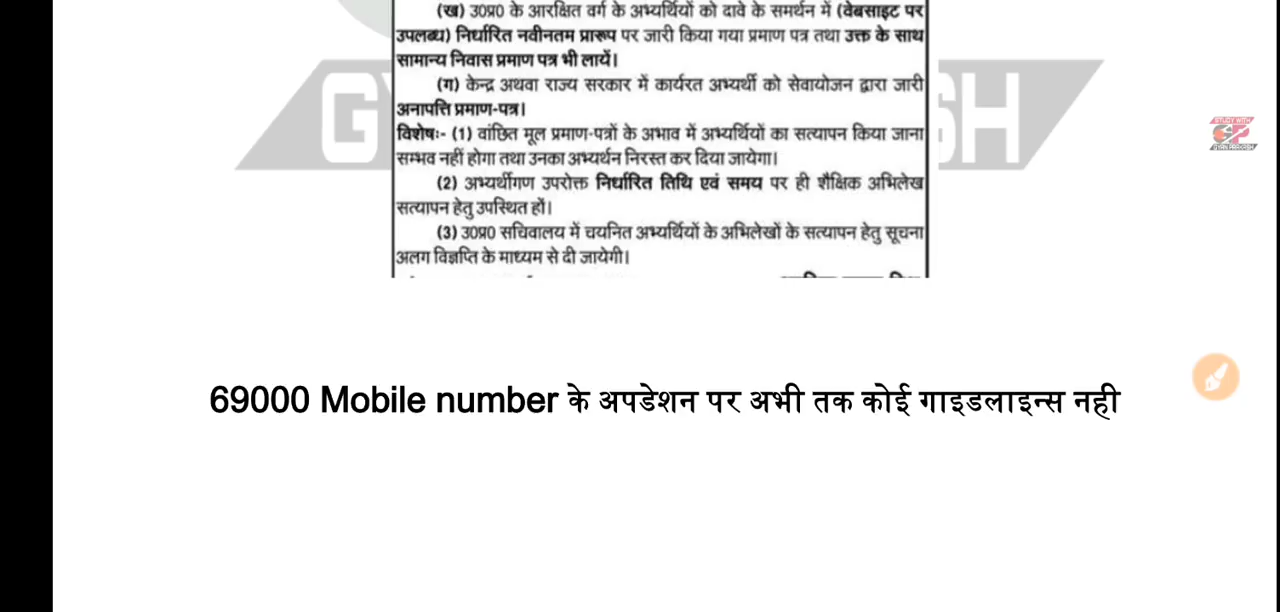 (ख) उ0प्र0 के आरक्षित वर्ग के अभ्यर्थियों को दावे के समर्थन में (वेबसाइट पर
उपलब्ध) निर्धारित नवीनतम प्रारूप पर जारी किया गया प्रमाण पत्र तथा उक्त के साथ
सामान्य निवास प्रमाण पत्र भी लायें।
(ग) केन्द्र अथवा राज्य सरकार में कार्यरत अभ्यर्थी को सेवायोजन द्वारा जारी
अनापत्ति प्रमाण-पत्र।
विशेषः- (1) वांछित मूल प्रमाण-पत्रों के अभाव में अभ्यर्थियों का सत्यापन किया जाना
सम्भव नहीं होगा तथा उनका अभ्यर्थन निरस्त कर दिया जायेगा।
(2) अभ्यर्थीगण उपरोक्त निर्धारित तिथि एवं समय पर ही शैक्षिक अभिलेख
सत्यापन हेतु उपस्थित हों।
(3) उ0प्र0 सचिवालय में चयनित अभ्यर्थियों के अभिलेखों के सत्यापन हेतु सूचना
अलग विज्ञप्ति के माध्यम से दी जायेगी।
69000 Mobile number के अपडेशन पर अभी तक कोई गाइडलाइन्स नही